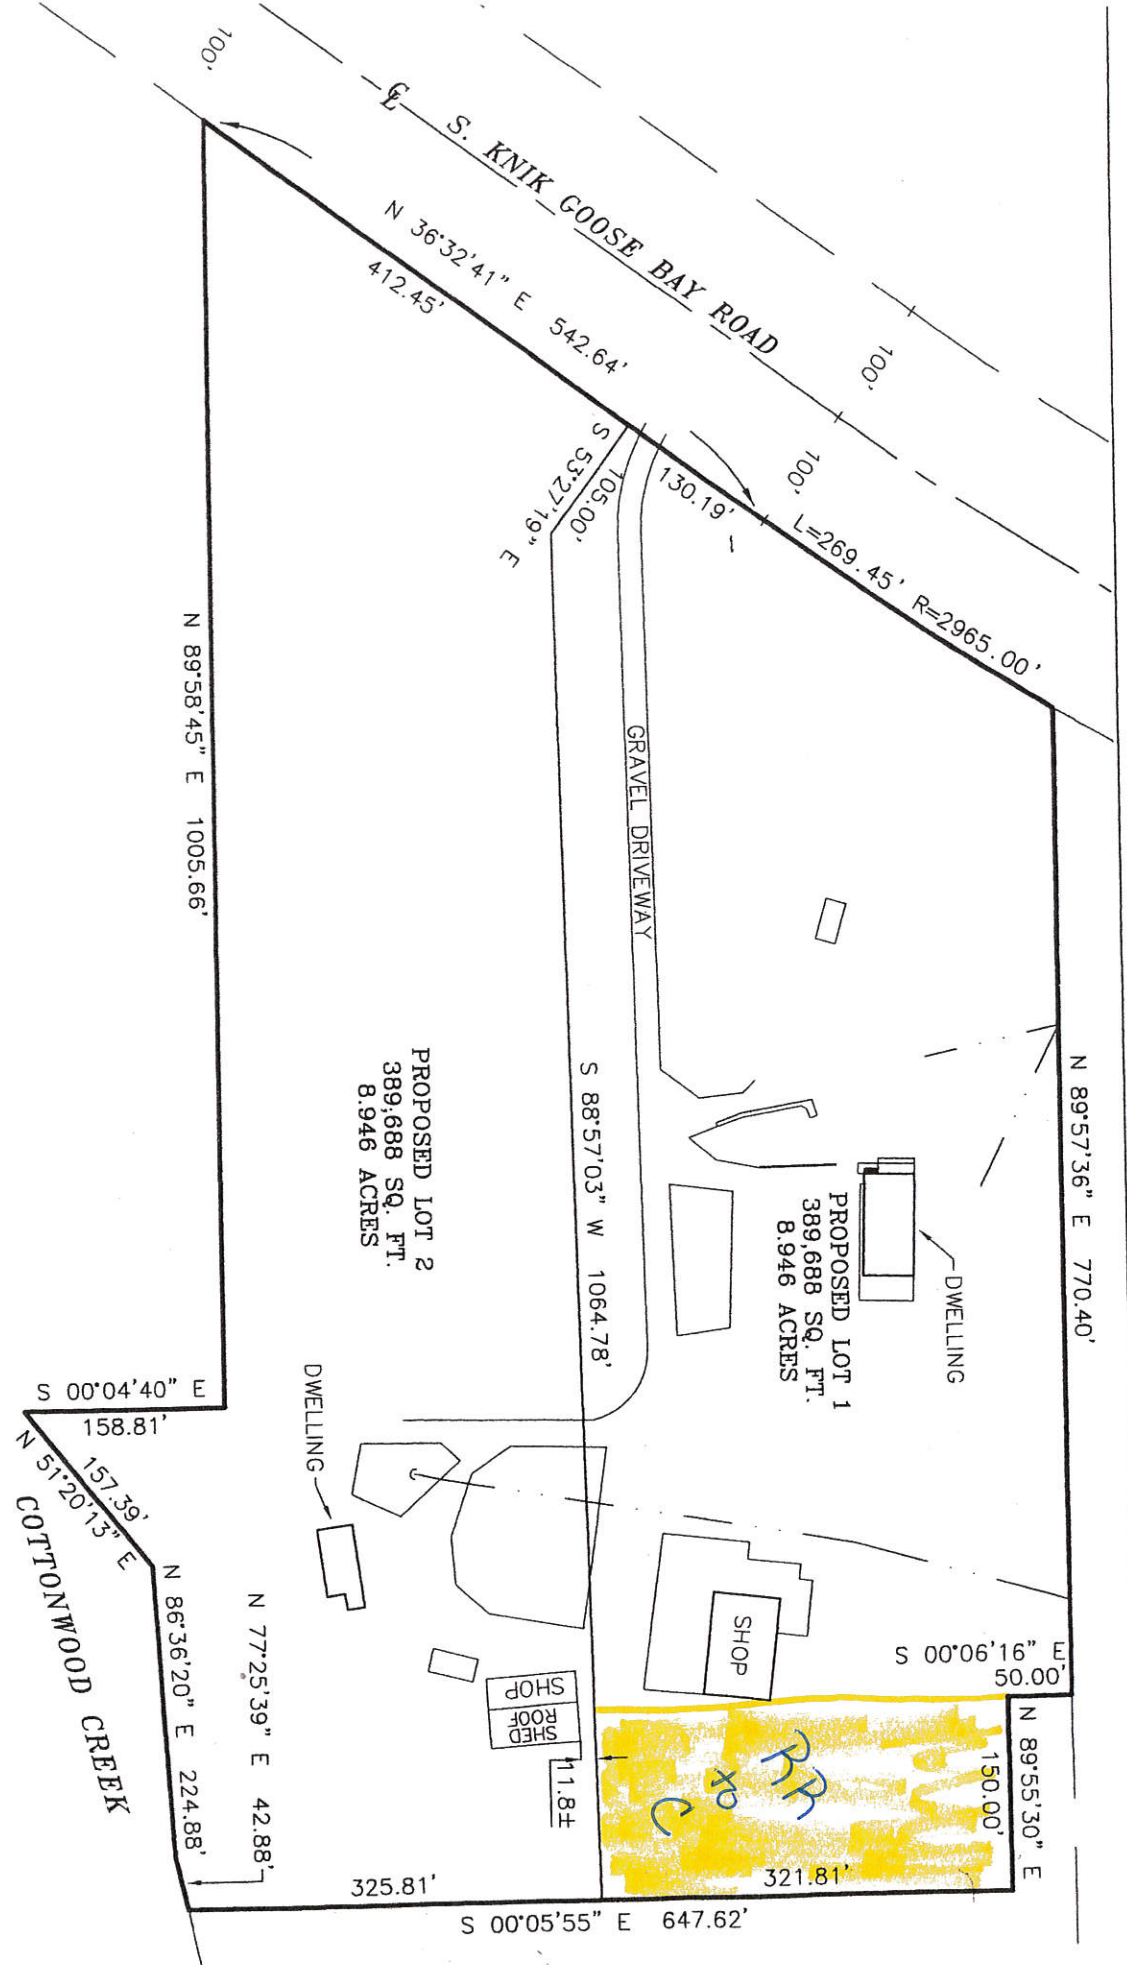 100.'
℄
S. KNIK GOOSE BAY ROAD
N 36°32'41" E 542.64'
412.45'
100.'
100.'
S 53°27'19" E
105.00'
130.19'
L=269.45' R=2965.00'
N 89°58'45" E 1005.66'
GRAVEL DRIVEWAY
N 89°57'36" E 770.40'
S 88°57'03" W 1064.78'
PROPOSED LOT 2
389,688 SQ. FT.
8.946 ACRES
PROPOSED LOT 1
389,688 SQ. FT.
8.946 ACRES
DWELLING
DWELLING
S 00°04'40" E
158.81'
157.39'
N 51°20'13" E
COTTONWOOD CREEK
N 86°36'20" E 224.88'
N 77°25'39" E 42.88'
SHOP
SHOP
SHED
ROOF
11.8±
S 00°06'16" E
50.00'
N 89°55'30" E
150.00'
RR
to
C
325.81'
321.81'
S 00°05'55" E 647.62'